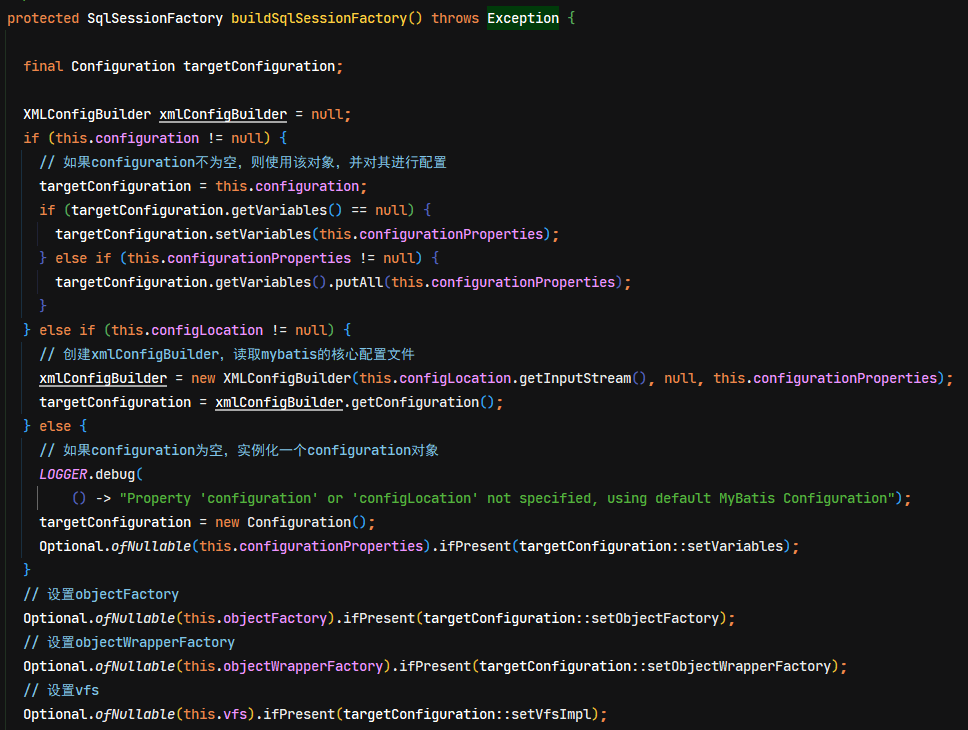 protected SqlSessionFactory buildSqlSessionFactory() throws Exception {
final Configuration targetConfiguration;
XMLConfigBuilder xmlConfigBuilder = null;
if (this.configuration != null) {
// 如果configuration不为空，则使用该对象，并对其进行配置
targetConfiguration = this.configuration;
if (targetConfiguration.getVariables() == null) {
targetConfiguration.setVariables(this.configurationProperties);
} else if (this.configurationProperties != null) {
targetConfiguration.getVariables().putAll(this.configurationProperties);
}
} else if (this.configLocation != null) {
// 创建xmlConfigBuilder，读取mybatis的核心配置文件
xmlConfigBuilder = new XMLConfigBuilder(this.configLocation.getInputStream(), null, this.configurationProperties);
targetConfiguration = xmlConfigBuilder.getConfiguration();
} else {
// 如果configuration为空，实例化一个configuration对象
LOGGER.debug(
() -> "Property 'configuration' or 'configLocation' not specified, using default MyBatis Configuration");
targetConfiguration = new Configuration();
Optional.ofNullable(this.configurationProperties).ifPresent(targetConfiguration::setVariables);
}
// 设置objectFactory
Optional.ofNullable(this.objectFactory).ifPresent(targetConfiguration::setObjectFactory);
// 设置objectWrapperFactory
Optional.ofNullable(this.objectWrapperFactory).ifPresent(targetConfiguration::setObjectWrapperFactory);
// 设置vfs
Optional.ofNullable(this.vfs).ifPresent(targetConfiguration::setVfsImpl);